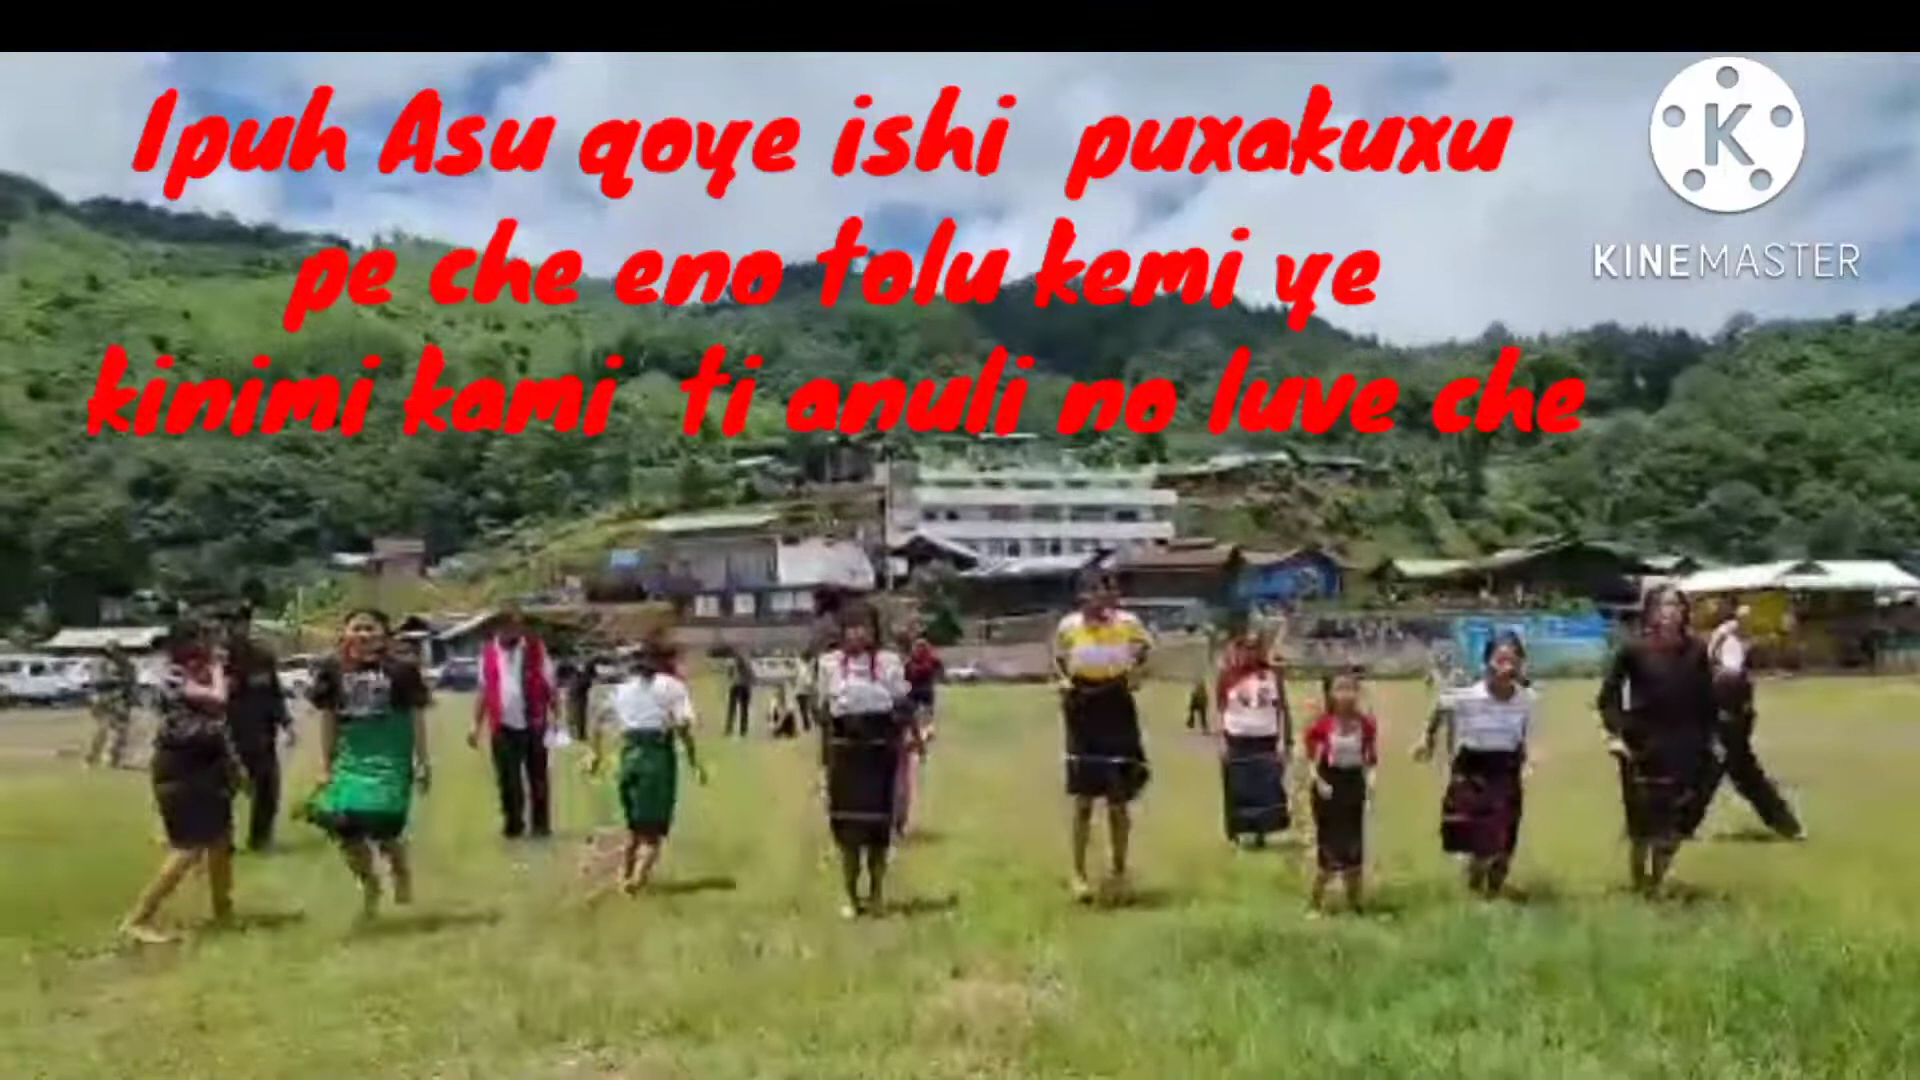 Ipuh Asu qoye ishi puxakuxu
pe che eno tolu kemi ye
kinimi kami ti anuli no luve che
K
KINEMASTER